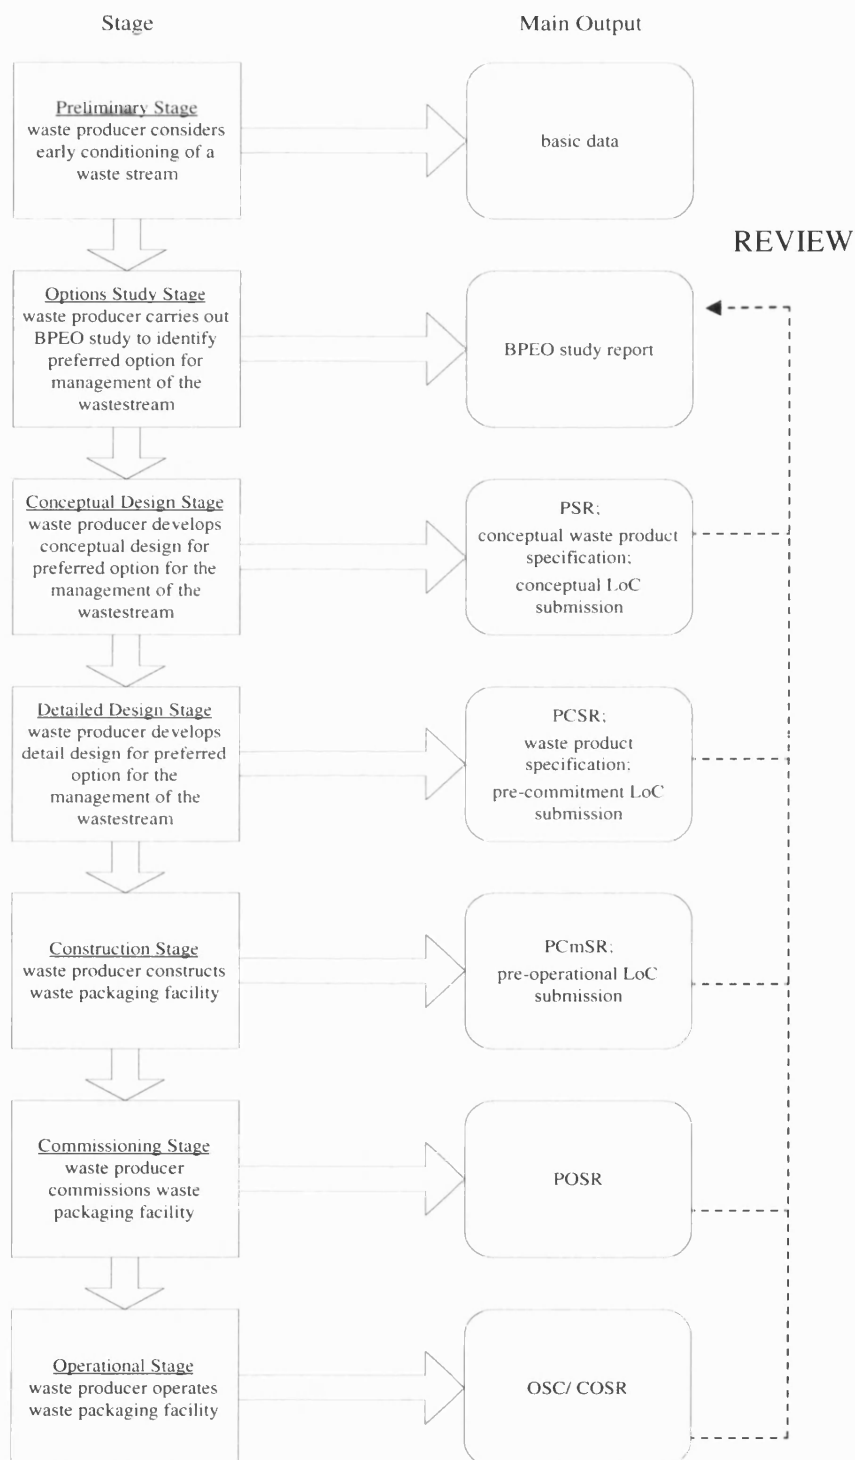 Stage
Main Output
Preliminary Stage
waste producer considers
early conditioning of a
waste stream
basic data
REVIEW
Options Study Stage
waste producer carries out
BPEO study to identify
preferred option for
management of the
wastestream
BPEO study report
Conceptual Design Stage
waste producer develops
conceptual design for
preferred option for the
management of the
wastestream
PSR;
conceptual waste product
specification;
conceptual LoC
submission
Detailed Design Stage
waste producer develops
detail design for preferred
option for the
management of the
wastestream
PCSR;
waste product
specification;
pre-commitment LoC
submission
Construction Stage
waste producer constructs
waste packaging facility
PCmSR;
pre-operational LoC
submission
Commissioning Stage
waste producer
commissions waste
packaging facility
POSR
Operational Stage
waste producer operates
waste packaging facility
OSC/ COSR